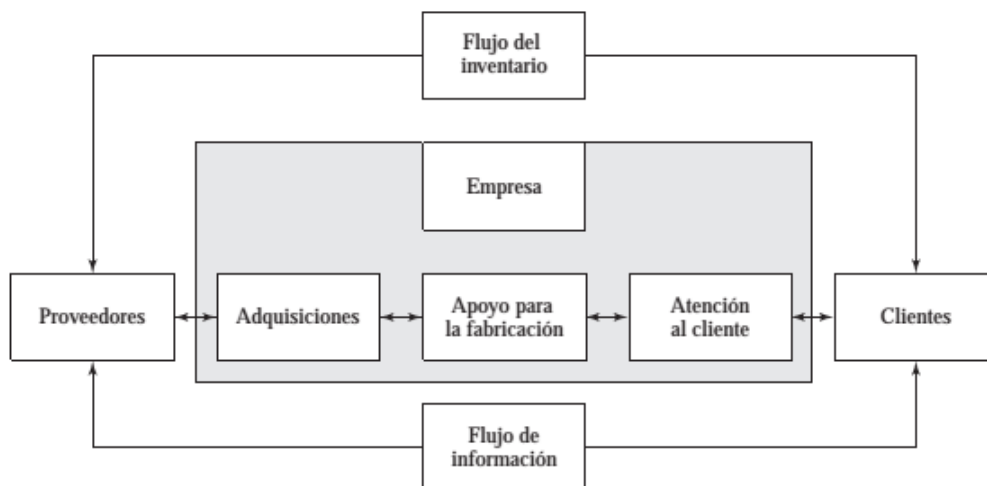 Flujo del
inventario
Empresa
Proveedores
Adquisiciones
Apoyo para
la fabricación
Atención
al cliente
Clientes
Flujo de
información